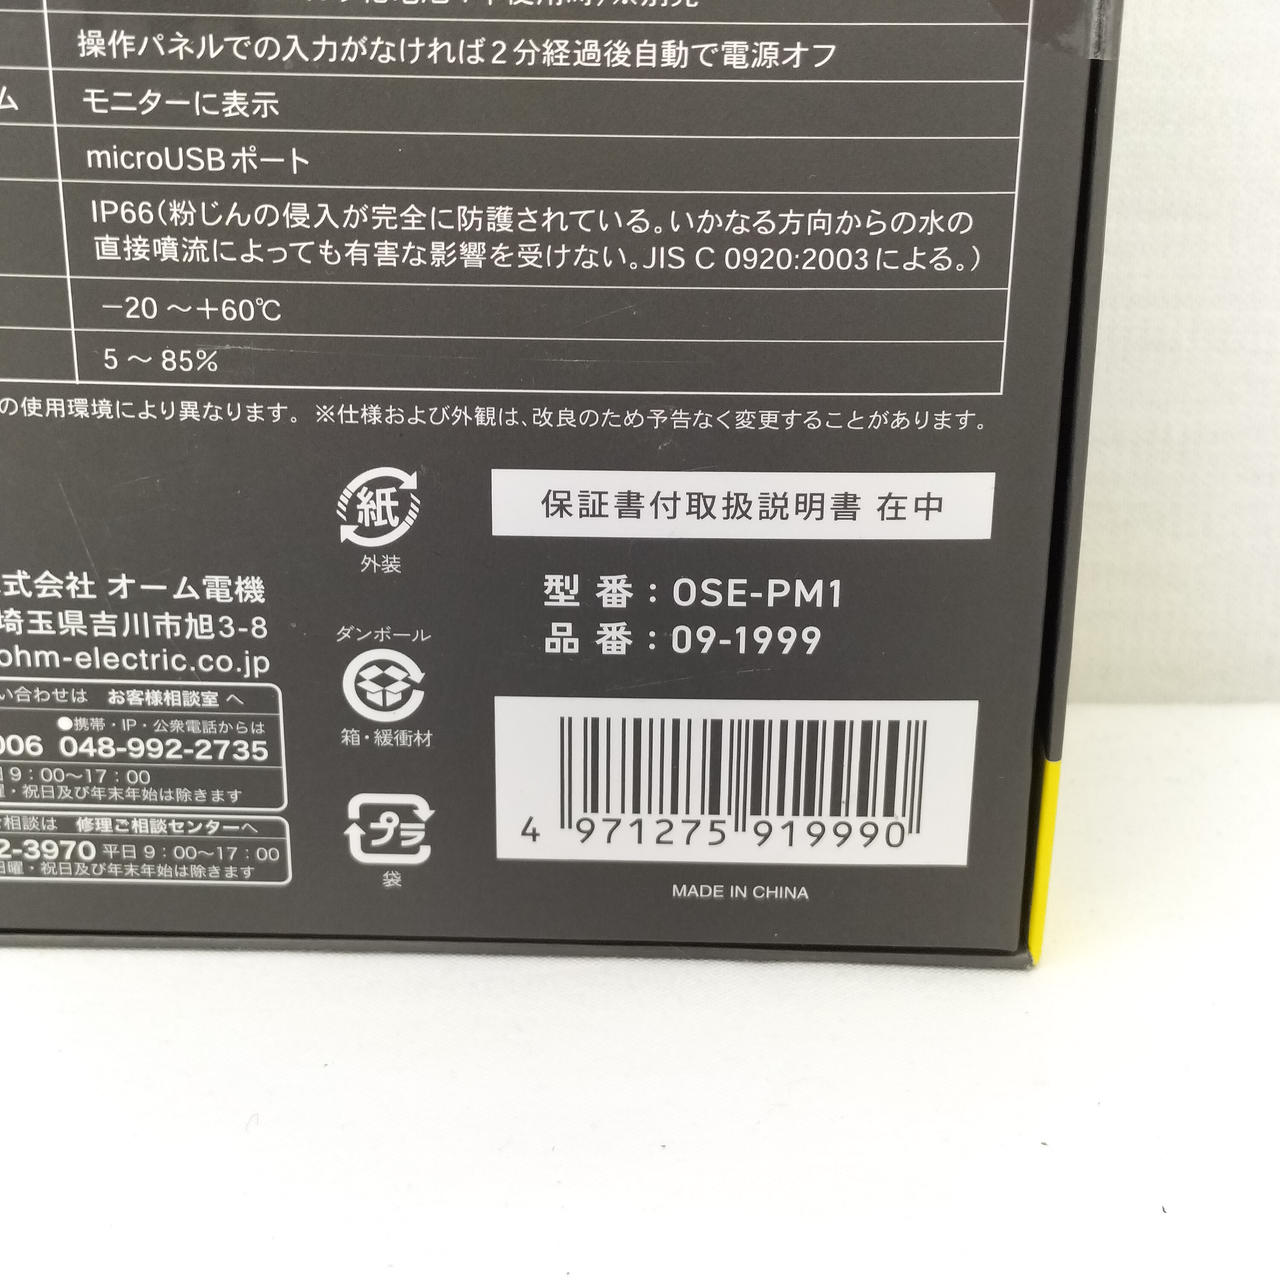 操作パネルでの入力がなければ2分経過後自動で電源オフ
ム
モニターに表示
microUSBポート
IP66(粉じんの侵入が完全に防護されている。いかなる方向からの水の
直接噴流によっても有害な影響を受けない。JIS C 0920:2003による。)
−20 〜+60℃
5 〜 85%
の使用環境により異なります。 ※仕様および外観は、改良のため予告なく変更することがあります。
紙
外装
保証書付取扱説明書 在中
式会社 オーム電機
埼玉県吉川市旭3-8
ohm-electric.co.jp
型 番 : OSE-PM1
品 番 : 09-1999
ダンボール
箱・緩衝材
い合わせは お客様相談室 へ
●携帯・IP・公衆電話からは
006 048-992-2735
9:00〜17:00
・祝日及び年末年始は除きます
相談は 修理ご相談センターへ
2-3970 平日 9:00〜17:00
日曜・祝日及び年末年始は除きます
プラ
袋
4 971275 919990
MADE IN CHINA